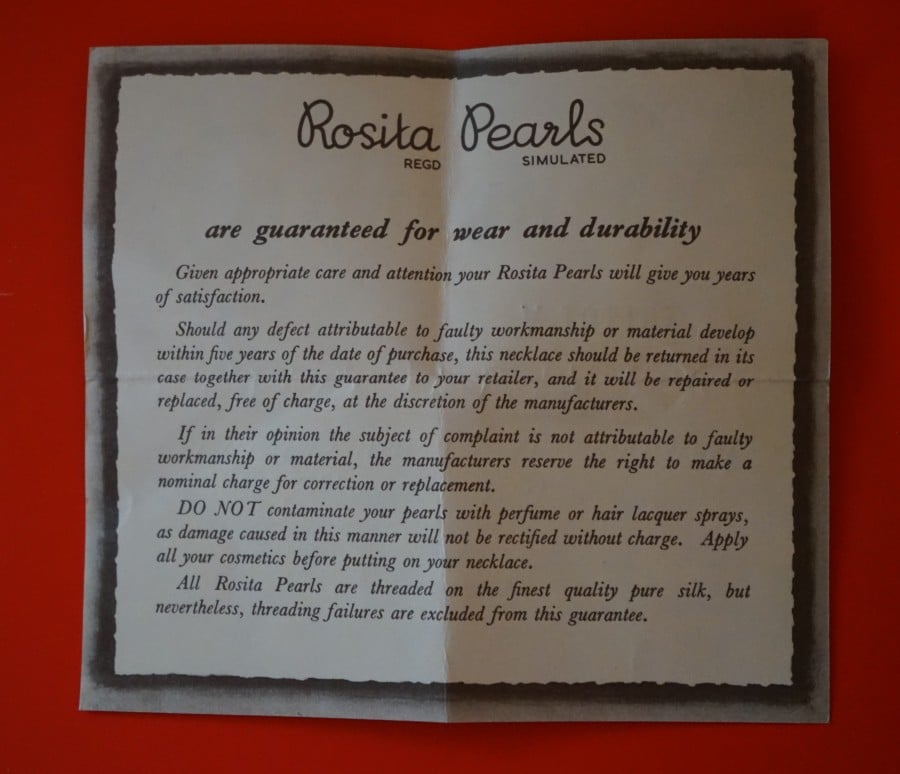 Rosita Pearls
REGD SIMULATED
are guaranteed for wear and durability
Given appropriate care and attention your Rosita Pearls will give you years
of satisfaction.
Should any defect attributable to faulty workmanship or material develop
within five years of the date of purchase, this necklace should be returned in its
case together with this guarantee to your retailer, and it will be repaired or
replaced, free of charge, at the discretion of the manufacturers.
If in their opinion the subject of complaint is not attributable to faulty
workmanship or material, the manufacturers reserve the right to make a
nominal charge for correction or replacement.
DO NOT contaminate your pearls with perfume or hair lacquer sprays,
as damage caused in this manner will not be rectified without charge. Apply
all your cosmetics before putting on your necklace.
All Rosita Pearls are threaded on the finest quality pure silk, but
nevertheless, threading failures are excluded from this guarantee.